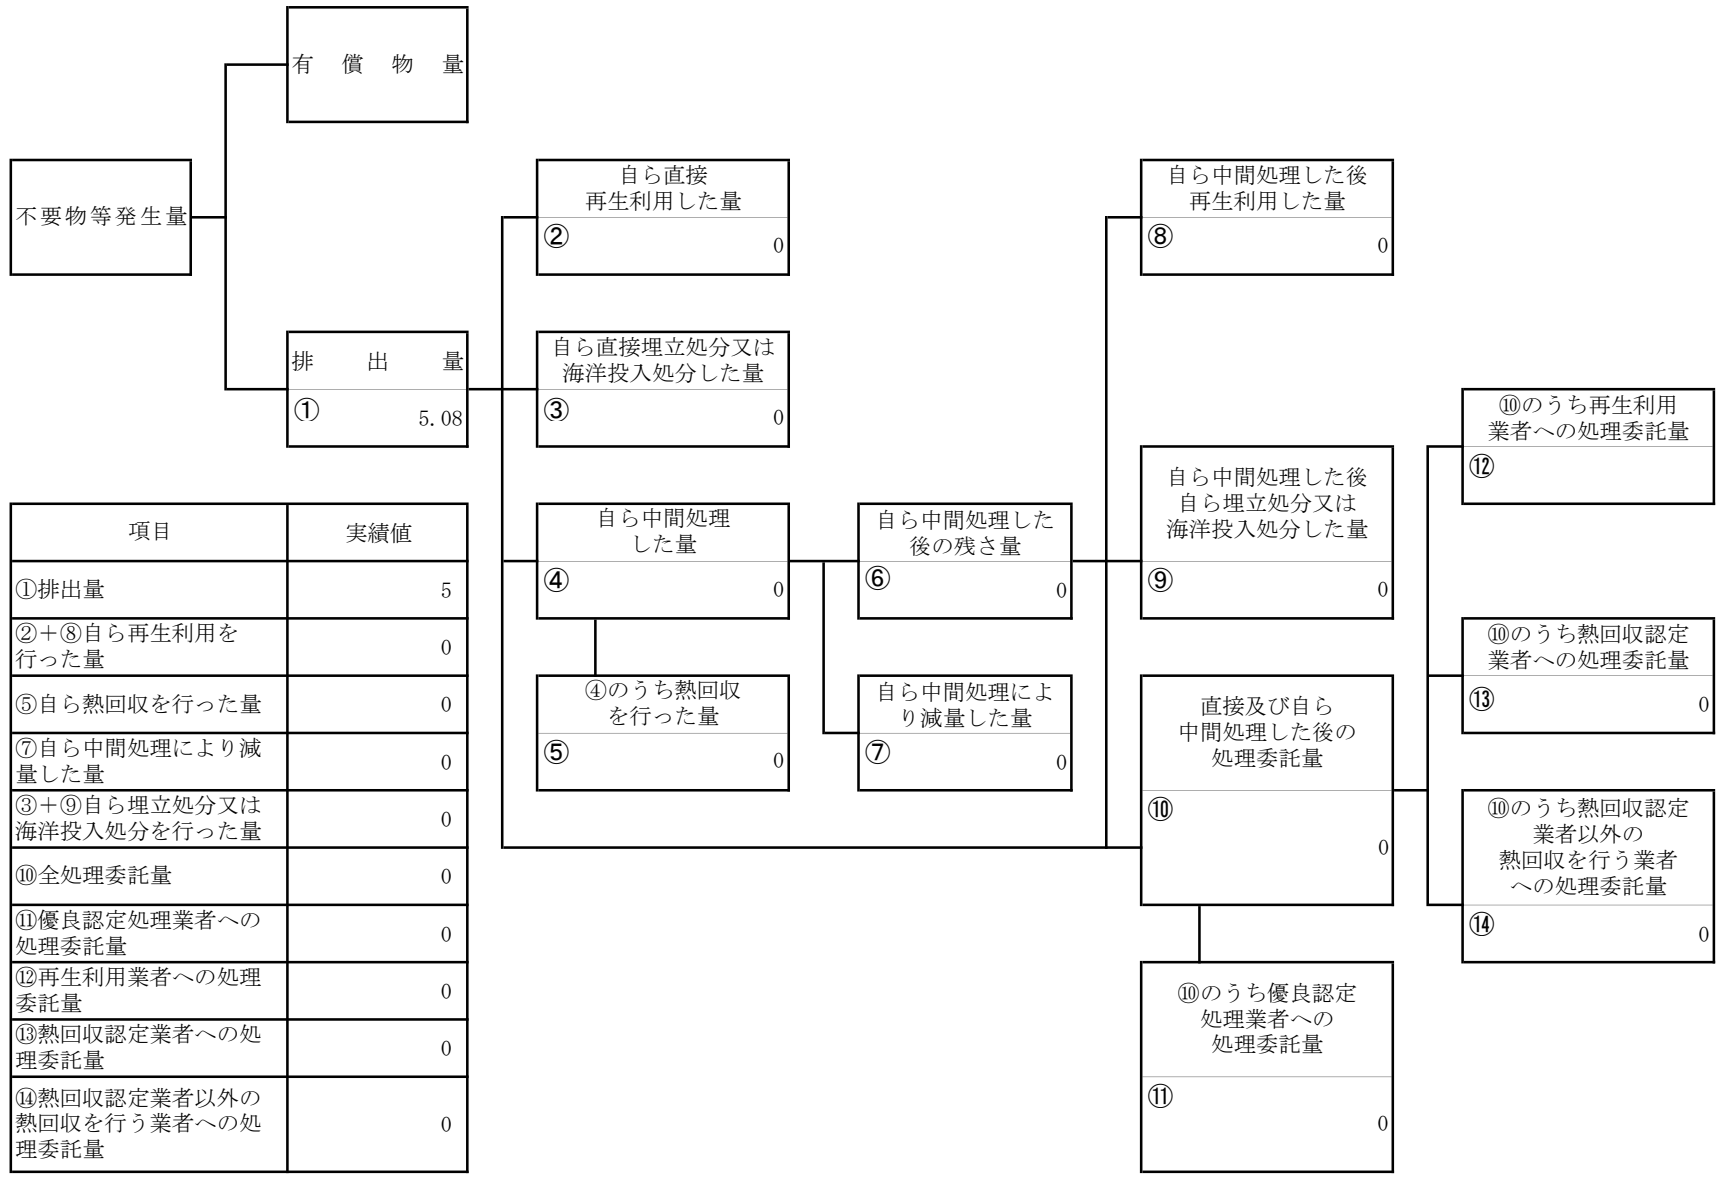 有償物量
不要物等発生量
排出量
① 5.08
自ら直接
再生利用した量
② 0
自ら直接埋立処分又は
海洋投入処分した量
③ 0
自ら中間処理
した量
④ 0
④のうち熱回収
を行った量
⑤ 0
自ら中間処理した
後の残さ量
⑥ 0
自ら中間処理によ
り減量した量
⑦ 0
自ら中間処理した後
再生利用した量
⑧ 0
自ら中間処理した後
自ら埋立処分又は
海洋投入処分した量
⑨ 0
直接及び自ら
中間処理した後の
処理委託量
⑩
0
⑩のうち優良認定
処理業者への
処理委託量
⑪
0
⑩のうち再生利用
業者への処理委託量
⑫
⑩のうち熱回収認定
業者への処理委託量
⑬ 0
⑩のうち熱回収認定
業者以外の
熱回収を行う業者
への処理委託量
⑭ 0
項目 実績値
①排出量 5
②+⑧自ら再生利用を
行った量 0
⑤自ら熱回収を行った量 0
⑦自ら中間処理により減
量した量 0
③+⑨自ら埋立処分又は
海洋投入処分を行った量 0
⑩全処理委託量 0
⑪優良認定処理業者への
処理委託量 0
⑫再生利用業者への処理
委託量 0
⑬熱回収認定業者への処
理委託量 0
⑭熱回収認定業者以外の
熱回収を行う業者への処 0
理委託量